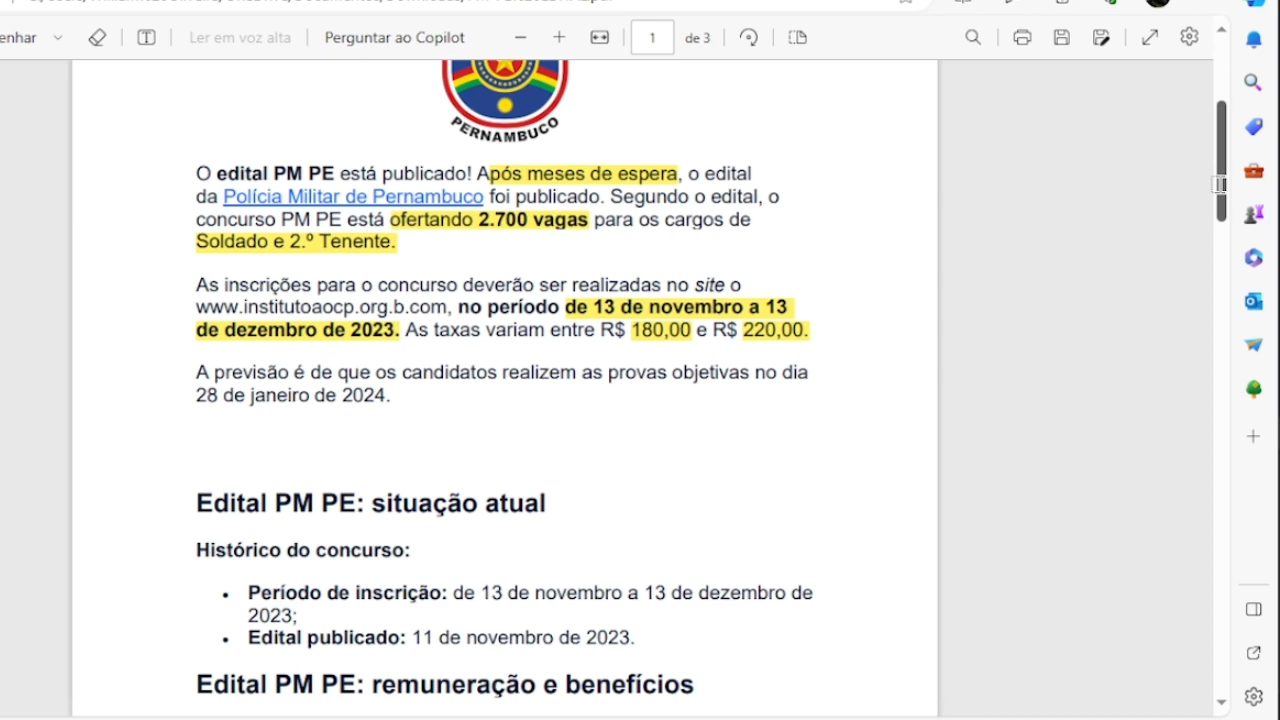 enhar
Ler em voz alta
Perguntar ao Copilot
1
de 3
PERNAMBUCO
O edital PM PE está publicado! Após meses de espera, o edital
da Polícia Militar de Pernambuco foi publicado. Segundo o edital, o
concurso PM PE está ofertando 2.700 vagas para os cargos de
Soldado e 2.º Tenente.
As inscrições para o concurso deverão ser realizadas no site o
www.institutoaocp.org.b.com, no período de 13 de novembro a 13
de dezembro de 2023. As taxas variam entre R$ 180,00 e R$ 220,00.
A previsão é de que os candidatos realizem as provas objetivas no dia
28 de janeiro de 2024.
Edital PM PE: situação atual
Histórico do concurso:
• Período de inscrição: de 13 de novembro a 13 de dezembro de
2023;
• Edital publicado: 11 de novembro de 2023.
Edital PM PE: remuneração e benefícios